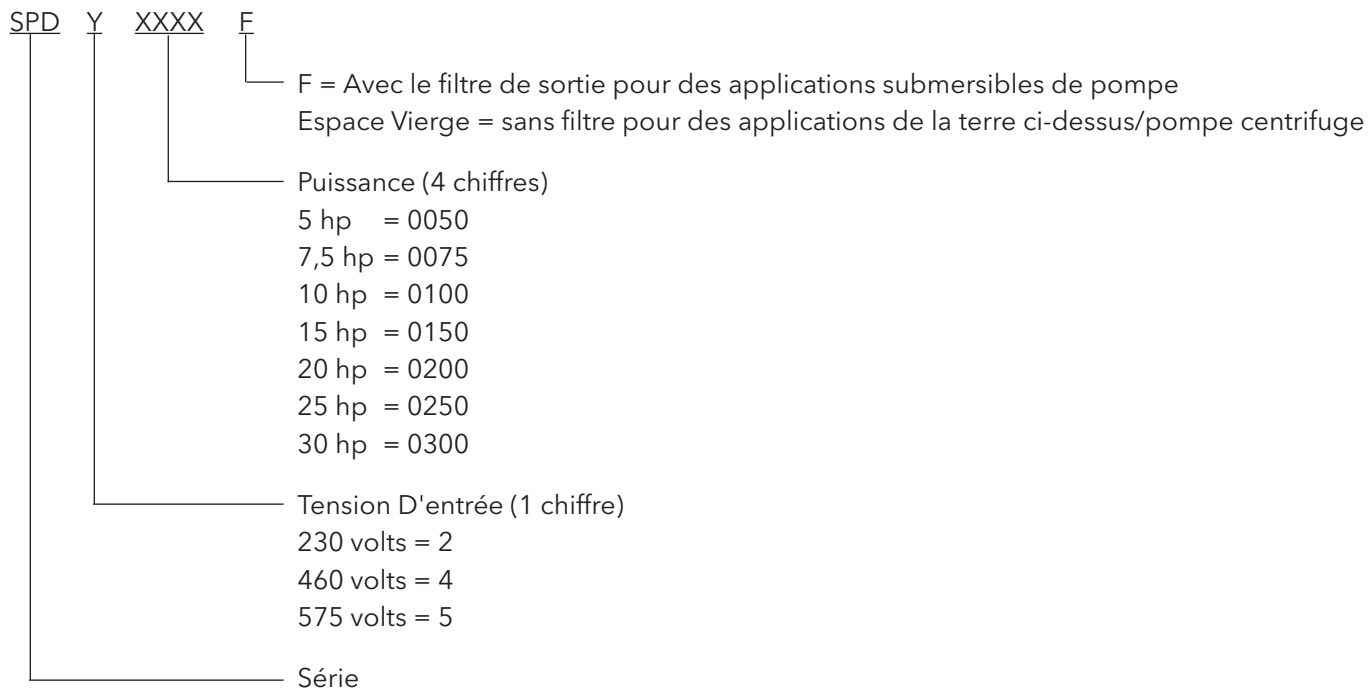 SPD Y XXXX F
F = Avec le filtre de sortie pour des applications submersibles de pompe
Espace Vierge = sans filtre pour des applications de la terre ci-dessus/pompe centrifuge
Puissance (4 chiffres)
5 hp = 0050
7,5 hp = 0075
10 hp = 0100
15 hp = 0150
20 hp = 0200
25 hp = 0250
30 hp = 0300
Tension D'entrée (1 chiffre)
230 volts = 2
460 volts = 4
575 volts = 5
Série